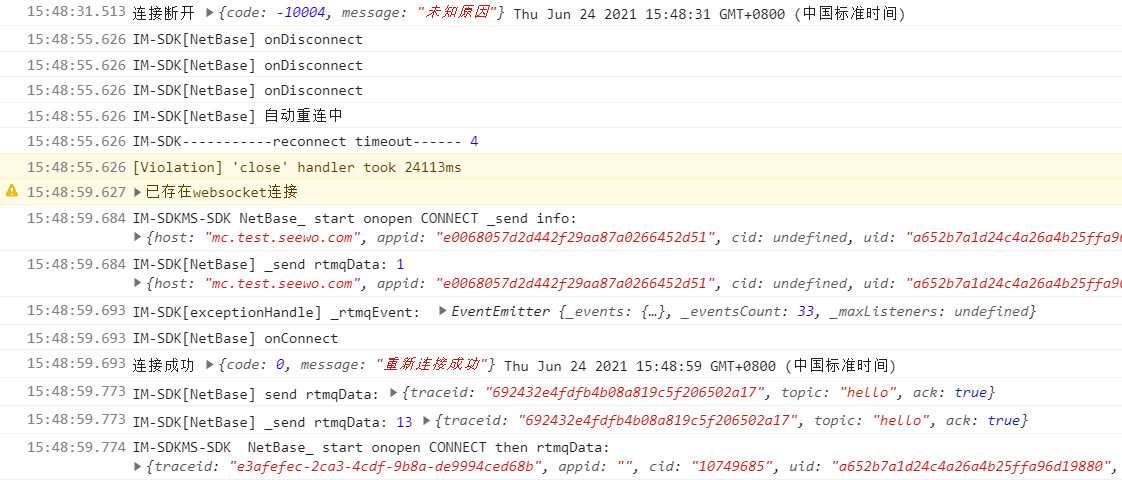 15:48:31.513 连接断开 ▶{code: -10004, message: "未知原因"} Thu Jun 24 2021 15:48:31 GMT+0800 (中国标准时间)
15:48:55.626 IM-SDK[NetBase] onDisconnect
15:48:55.626 IM-SDK[NetBase] onDisconnect
15:48:55.626 IM-SDK[NetBase] onDisconnect
15:48:55.626 IM-SDK[NetBase] 自动重连中
15:48:55.626 IM-SDK-----------reconnect timeout------ 4
15:48:55.626 [Violation] 'close' handler took 24113ms
15:48:59.627 ▶已存在websocket连接
15:48:59.684 IM-SDKMS-SDK NetBase_ start onopen CONNECT _send info:
▶{host: "mc.test.seewo.com", appid: "e0068057d2d442f29aa87a0266452d51", cid: undefined, uid: "a652b7a1d24c4a26a4b25ffa96
15:48:59.684 IM-SDK[NetBase] _send rtmqData: 1
▶{host: "mc.test.seewo.com", appid: "e0068057d2d442f29aa87a0266452d51", cid: undefined, uid: "a652b7a1d24c4a26a4b25ffa96
15:48:59.693 IM-SDK[exceptionHandle] _rtmqEvent: ▶EventEmitter {_events: {…}, _eventsCount: 33, _maxListeners: undefined}
15:48:59.693 IM-SDK[NetBase] onConnect
15:48:59.693 连接成功 ▶{code: 0, message: "重新连接成功"} Thu Jun 24 2021 15:48:59 GMT+0800 (中国标准时间)
15:48:59.773 IM-SDK[NetBase] send rtmqData: ▶{traceid: "692432e4fdfb4b08a819c5f206502a17", topic: "hello", ack: true}
15:48:59.773 IM-SDK[NetBase] _send rtmqData: 13 ▶{traceid: "692432e4fdfb4b08a819c5f206502a17", topic: "hello", ack: true}
15:48:59.774 IM-SDKMS-SDK NetBase_ start onopen CONNECT then rtmqData:
▶{traceid: "e3afefec-2ca3-4cdf-9b8a-de9994ced68b", appid: "", cid: "10749685", uid: "a652b7a1d24c4a26a4b25ffa96d19880",